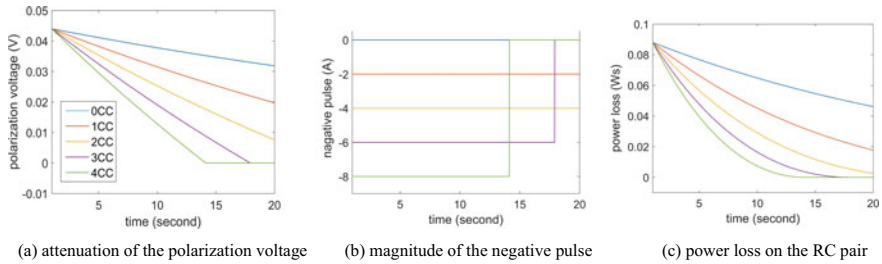 0.05
0.04
0.03
0.02
0.01
0
-0.01
polarization voltage (V)
0CC
1CC
2CC
3CC
4CC
5
10
15
20
time (second)
(a) attenuation of the polarization voltage
0
-2
-4
-6
-8
nagative pulse (A)
5
10
15
20
time (second)
(b) magnitude of the negative pulse
0.1
0.08
0.06
0.04
0.02
0
-0.02
power loss (Ws)
5
10
15
20
time (second)
(c) power loss on the RC pair